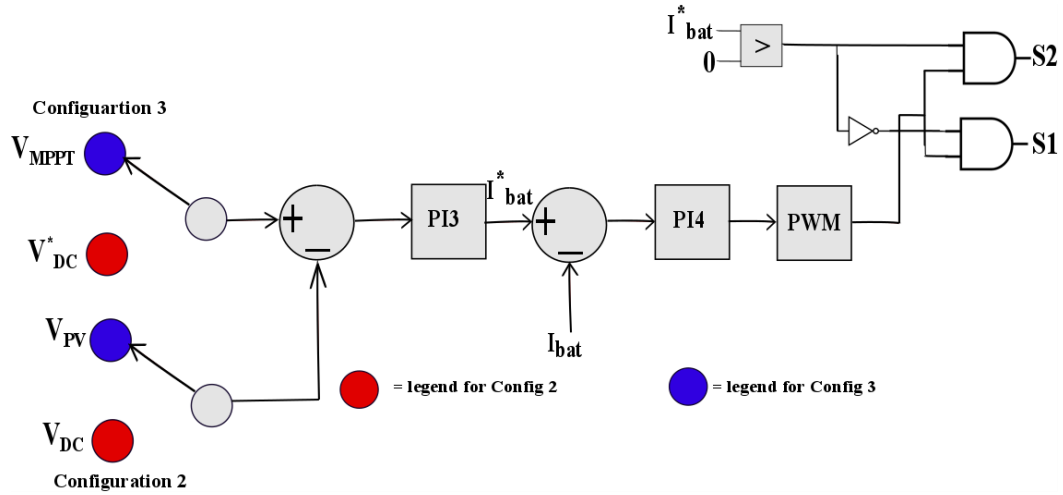 I*bat
0
>
S2
S1
Configuartion 3
VMPPT
V*DC
VPV
VDC
Configuration 2
+
−
PI3
I*bat
+
−
Ibat
PI4
PWM
= legend for Config 2
= legend for Config 3